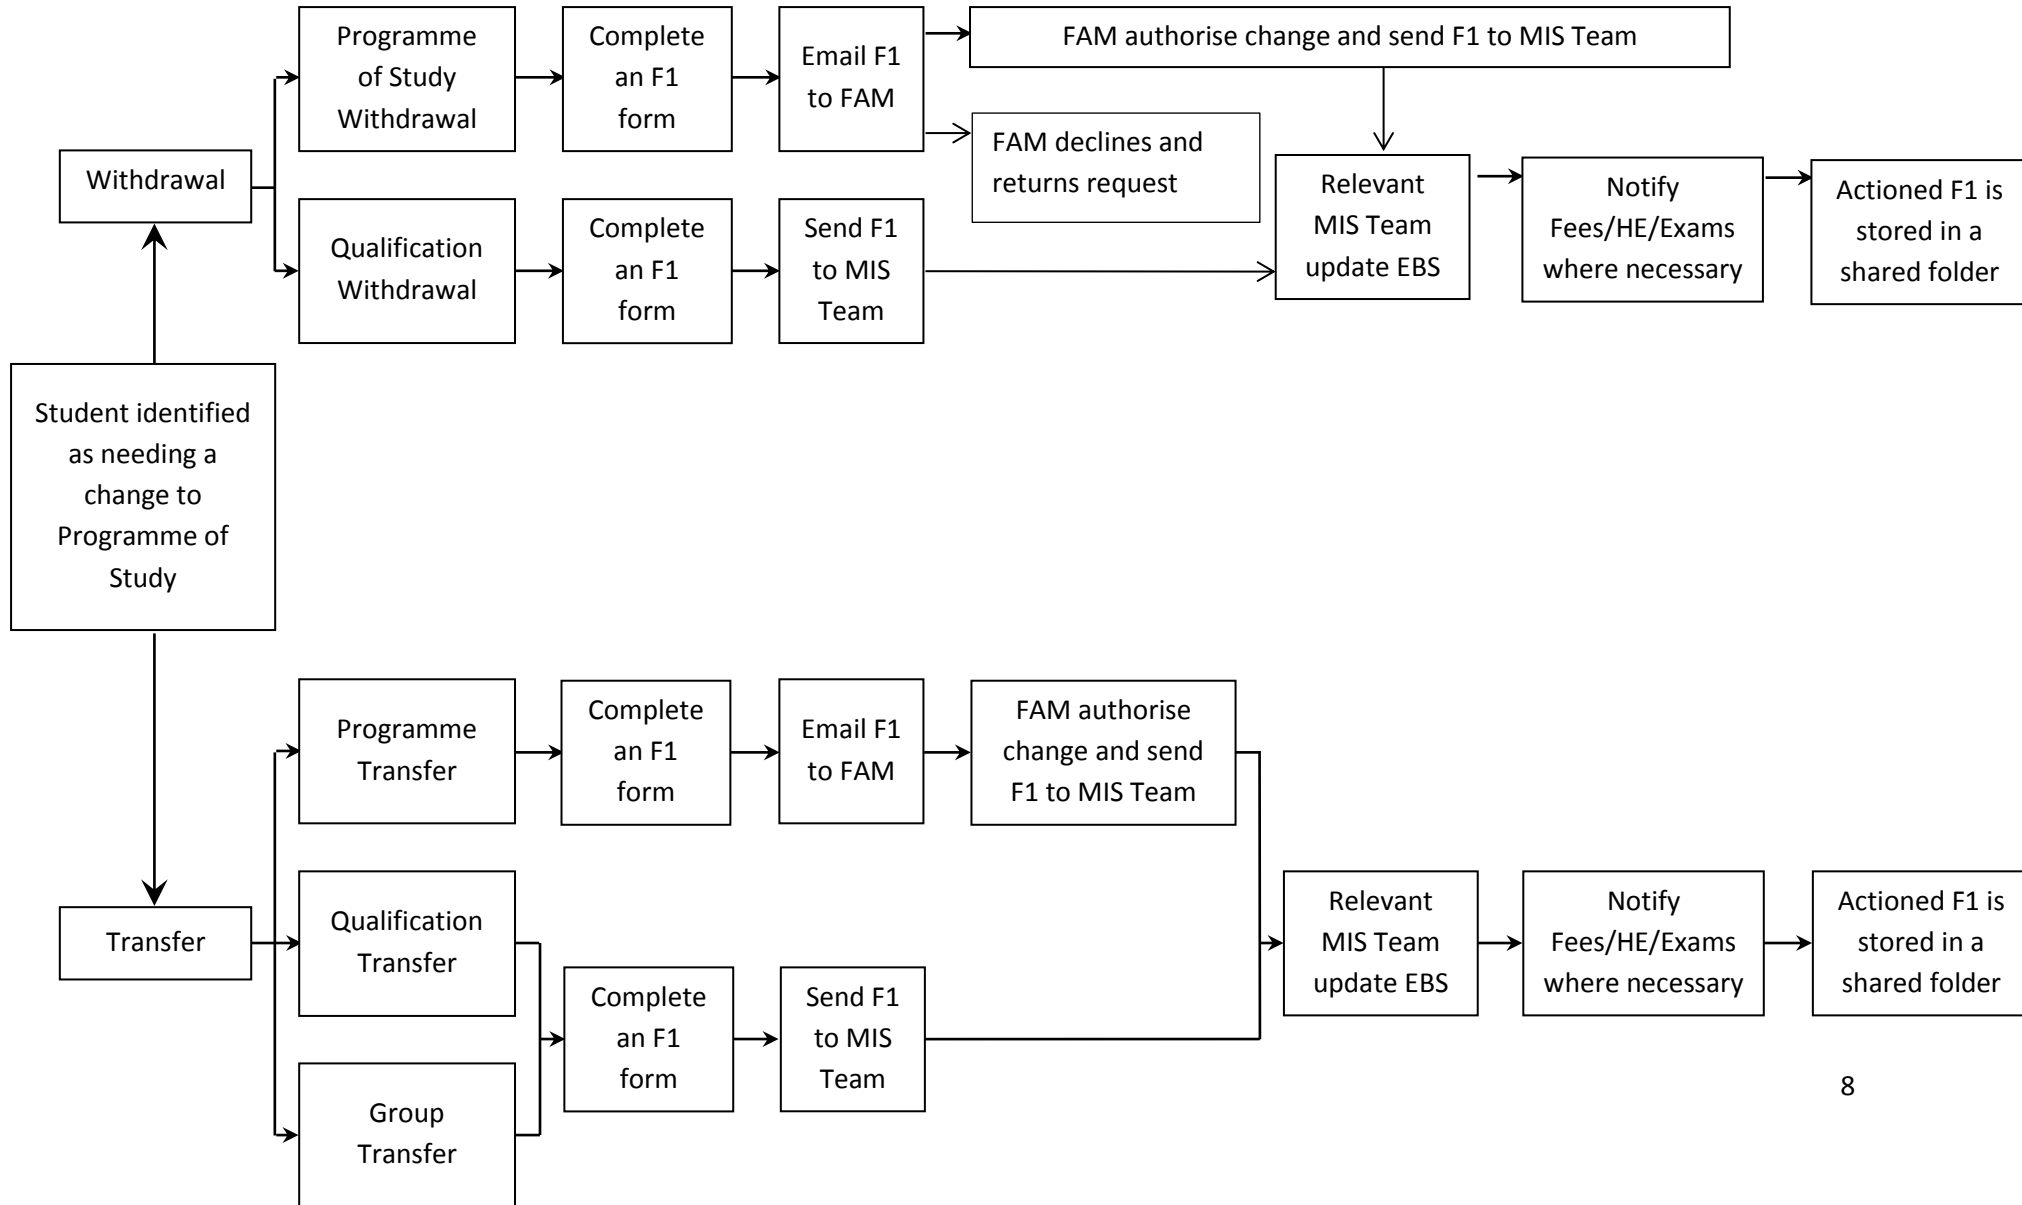 Programme
of Study
Withdrawal
Complete
an F1
form
Email F1
to FAM
FAM authorise change and send F1 to MIS Team
FAM declines and
returns request
Withdrawal
Qualification
Withdrawal
Complete
an F1
form
Send F1
to MIS
Team
Relevant
MIS Team
update EBS
Notify
Fees/HE/Exams
where necessary
Actioned F1 is
stored in a
shared folder
Student identified
as needing a
change to
Programme of
Study
Programme
Transfer
Complete
an F1
form
Email F1
to FAM
FAM authorise
change and send
F1 to MIS Team
Transfer
Qualification
Transfer
Group
Transfer
Complete
an F1
form
Send F1
to MIS
Team
Relevant
MIS Team
update EBS
Notify
Fees/HE/Exams
where necessary
Actioned F1 is
stored in a
shared folder
8